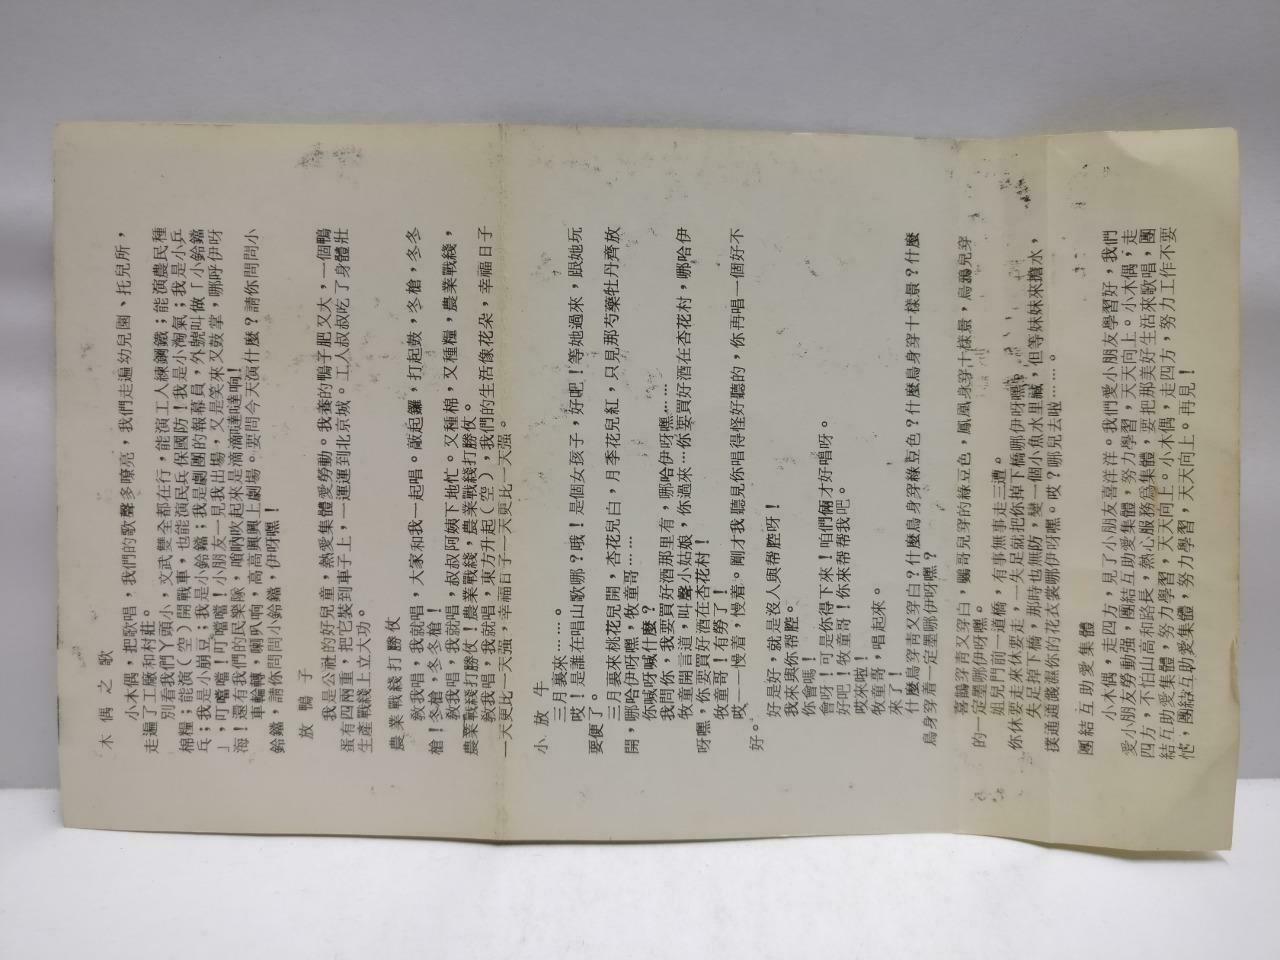 木偶之歌
小木偶，把歌唱，我們的歌聲多嘹亮，我們走遍幼兒園、托兒所，
走遍了工廠和村莊。
別看我們丫頭小，文武雙全都在行，能演工人練鋼鐵；能演農民種
棉糧；能演（空）開戰車，也能演民兵保國防！我是小淘氣；我是小乒
乓；我是小崩豆；我是小鈴鐺；我是劇團的報幕員，外號叫做「小鈴鐺
」，叮噹噹！叮噹噹！小朋友一見我出場，又是笑來又鼓掌，哪呼伊呀
海！還有我們的民樂隊，嗩吶吹起來是滴滴噠噠响！
車輪轉，喇叭响，高高興興上劇場。要問今天演什麼？請你問問小
鈴鐺，請你問問小鈴鐺，伊呀嘿！
放鴨子
我是公社的好兒童，熱愛集體愛勞動。我養的鴨子肥又大，一個鴨
蛋有四兩重，把它裝到車子上，一運運到北京城。工人叔叔吃了身體壯
生產戰綫上立大功。
農業戰綫打勝仗
敎我唱，我就唱，大家和我一起唱。敲起鑼，打起鼓，冬槍，冬冬
槍！冬槍，冬冬槍！
敎我唱，我就唱，叔叔阿姨下地忙。又種棉，又種糧，農業戰綫，
農業戰綫打勝仗！農業戰綫，農業戰綫打勝仗。
敎我唱，我就唱，東方升起（空），我們的生活像花朵，幸福日子
一天更比一天强，幸福日子一天更比一天强。
小放牛
三月裏來………。
哎！是誰在唱山歌哪？哦！是個女孩子，好吧！等她過來，跟她玩
耍便了。
三月裏來桃花兒開，杏花兒白，月季花兒紅，只見那芍藥牡丹齊放
開，哪哈伊呀嘿，牧童哥………
你喊呀喊什麼？
我問你，我要買好酒那里有，哪哈伊呀嘿……
牧童開言道，叫聲小姑娘，你過來…你要買好酒在杏花村，哪哈伊
呀嘿，你要買好酒在杏花村！
牧童哥！有勞了！
哎——慢着，慢着。剛才我聽見你唱得怪好聽的，你再唱一個好不
好。
好是好，就是沒人與帮腔呀！
我來與你帮腔。
你會嗎！
會呀！可是你得下來！咱們倆才好唱呀。
好吧！牧童哥！你來帮帮我吧。
哎來啦！
牧童哥，唱起來。
來了！
什麼鳥穿靑又穿白？什麼鳥身穿綠豆色？什麼鳥身穿十樣景？什麼
鳥身穿着一定墨哪伊呀嘿？
喜鵲穿靑又穿白，鸚哥兒穿的綠豆色，鳳凰身穿十樣景，烏鴉兒穿
的一定墨哪伊呀嘿。
姐兒門前一道橋，有事無事走三遭。
你休要走來休要走，一失足就把你掉下橋哪伊呀嘿。
失足掉下橋，那時也無防，變一個小魚水里藏，但等妹妹來擔水，
撲通通濺濕你的花衣裳哪伊呀嘿。哎？哪兒去啦……。
團結互助愛集體
小木偶，走四方，見了小朋友喜洋洋。我們愛小朋友學習好，我們
愛小朋友勞動強，團結互助愛集體，努力學習，天天向上。小木偶，走
四方，不怕山高和路長，熱心服務爲集體，要把那美好生活來歌唱，團
結互助愛集體，努力學習，天天向上。小木偶，走四方，努力工作不要
忙，團結互助愛集體，努力學習，天天向上。再見！